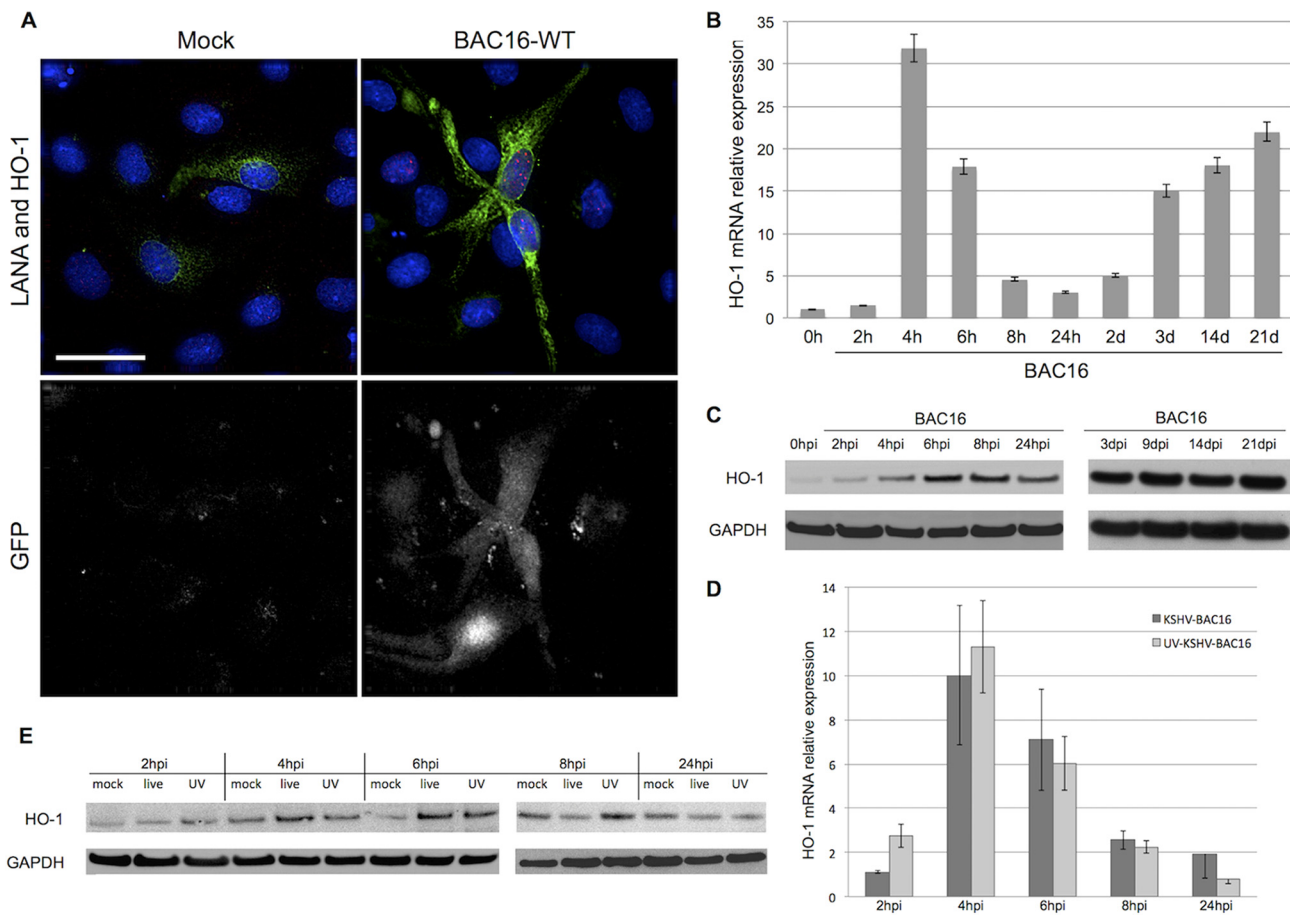 A
Mock
BAC16-WT
LANA and HO-1
GFP
B
HO-1 mRNA relative expression
35
30
25
20
15
10
5
0
0h 2h 4h 6h 8h 24h 2d 3d 14d 21d
BAC16
C
BAC16
BAC16
0hpi 2hpi 4hpi 6hpi 8hpi 24hpi
3dpi 9dpi 14dpi 21dpi
HO-1
GAPDH
D
HO-1 mRNA relative expression
14
12
10
8
6
4
2
0
KSHV-BAC16
UV-KSHV-BAC16
2hpi 4hpi 6hpi 8hpi 24hpi
E
2hpi 4hpi 6hpi 8hpi 24hpi
mock live UV mock live UV mock live UV mock live UV mock live UV
HO-1
GAPDH